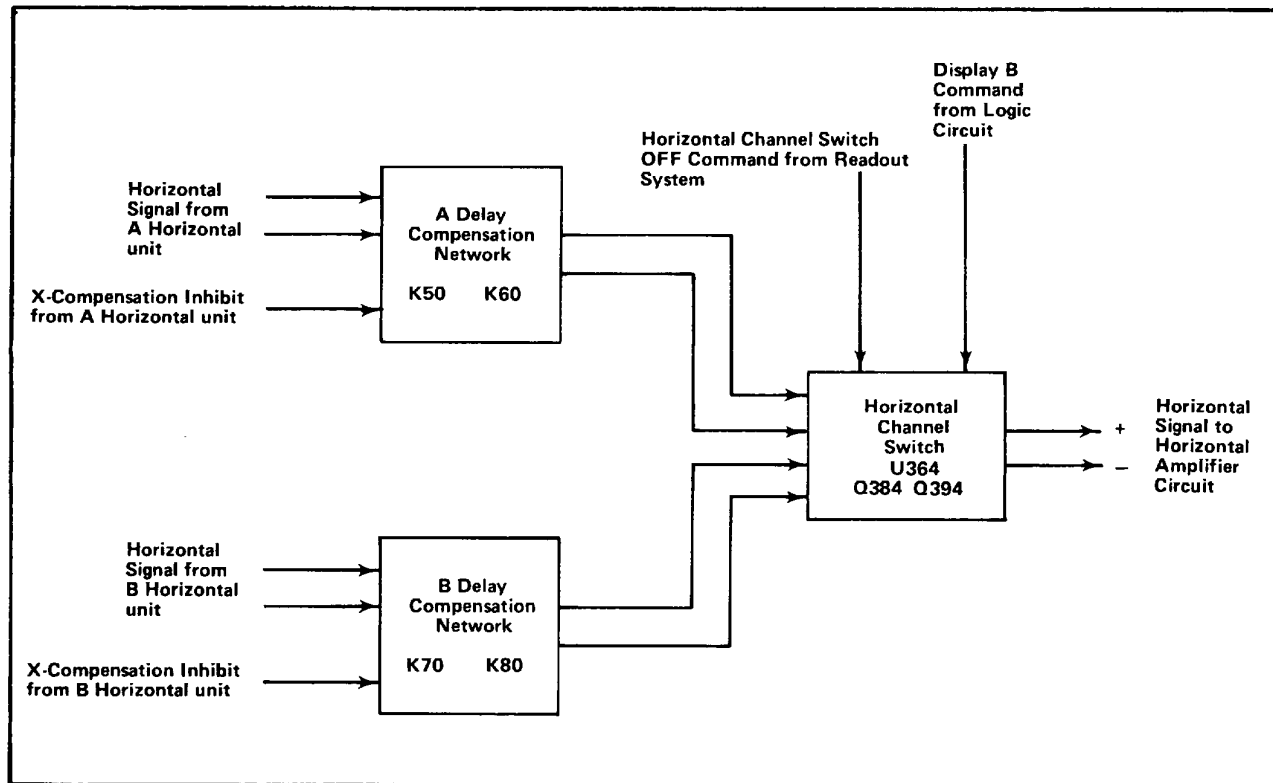 Display B
Command
from Logic
Circuit
Horizontal Channel Switch
OFF Command from Readout
System
Horizontal
Signal from
A Horizontal
unit
X-Compensation Inhibit
from A Horizontal unit
A Delay
Compensation
Network
K50 K60
Horizontal
Channel
Switch
U364
Q384 Q394
+
−
Horizontal
Signal to
Horizontal
Amplifier
Circuit
Horizontal
Signal from
B Horizontal
unit
X-Compensation Inhibit
from B Horizontal unit
B Delay
Compensation
Network
K70 K80